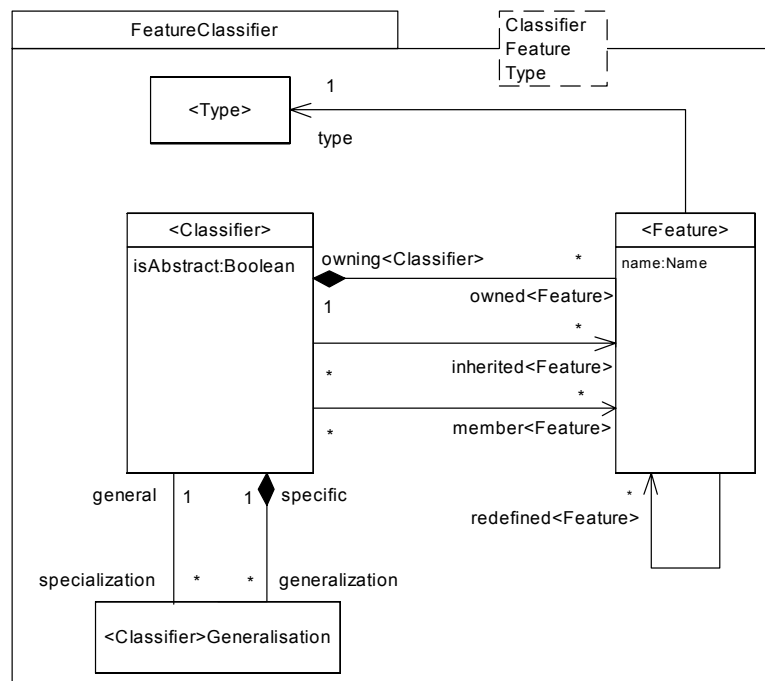 FeatureClassifier
Classifier
Feature
Type
<Type>
1
type
<Classifier>
isAbstract:Boolean
<Feature>
name:Name
owning<Classifier>
*
1
owned<Feature>
*
*
inherited<Feature>
*
*
member<Feature>
general
1
1
specific
*
redefined<Feature>
specialization
*
*
generalization
<Classifier>Generalisation